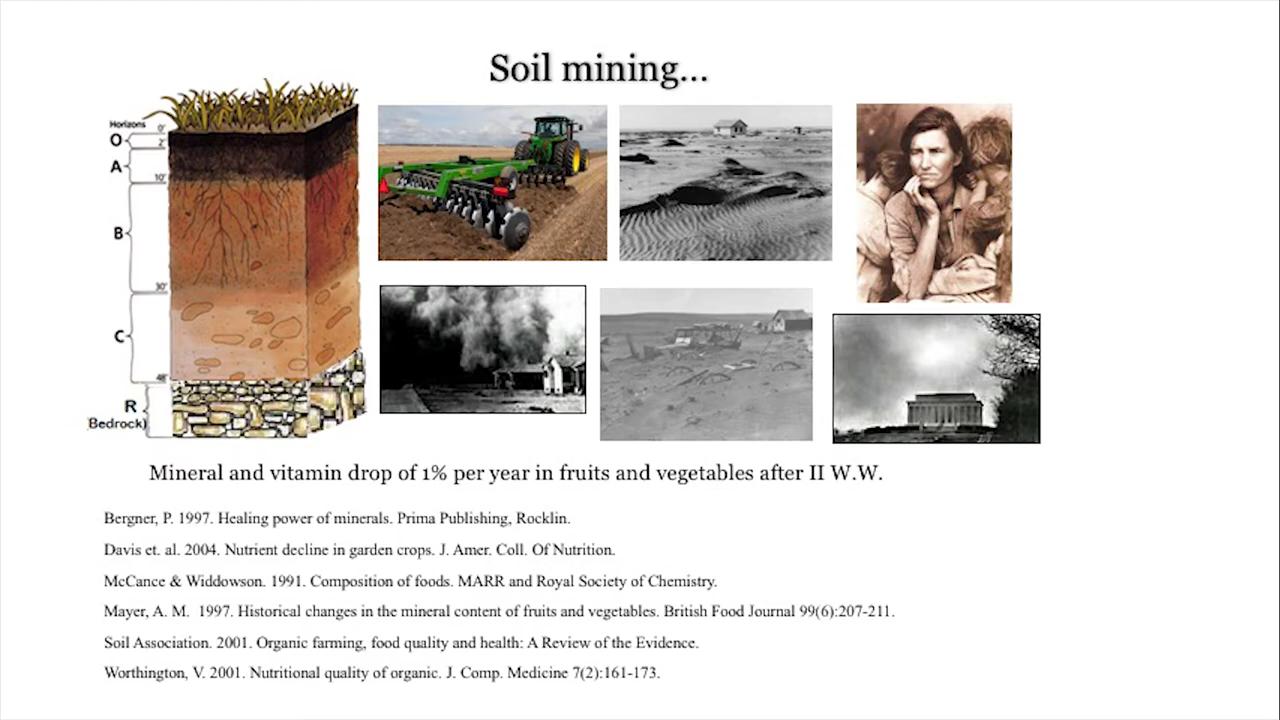 Soil mining...
Horizons
0'
O
2'
A
10'
B
30'
C
48'
R
Bedrock)
Mineral and vitamin drop of 1% per year in fruits and vegetables after II W.W.
Bergner, P. 1997. Healing power of minerals. Prima Publishing, Rocklin.
Davis et. al. 2004. Nutrient decline in garden crops. J. Amer. Coll. Of Nutrition.
McCance & Widdowson. 1991. Composition of foods. MARR and Royal Society of Chemistry.
Mayer, A. M. 1997. Historical changes in the mineral content of fruits and vegetables. British Food Journal 99(6):207-211.
Soil Association. 2001. Organic farming, food quality and health: A Review of the Evidence.
Worthington, V. 2001. Nutritional quality of organic. J. Comp. Medicine 7(2):161-173.